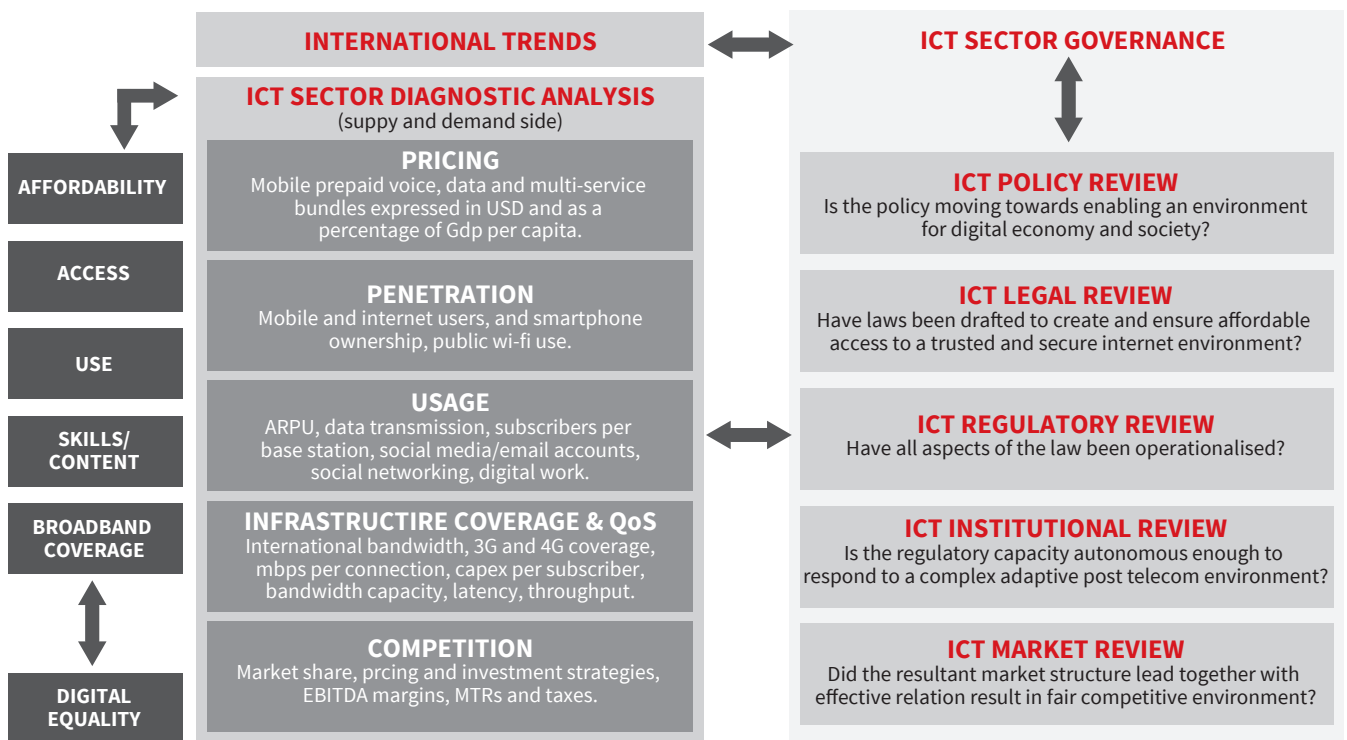 INTERNATIONAL TRENDS
ICT SECTOR DIAGNOSTIC ANALYSIS
(suppy and demand side)
AFFORDABILITY
ACCESS
USE
SKILLS/
CONTENT
BROADBAND
COVERAGE
DIGITAL
EQUALITY
PRICING
Mobile prepaid voice, data and multi-service
bundles expressed in USD and as a
percentage of Gdp per capita.
PENETRATION
Mobile and internet users, and smartphone
ownership, public wi-fi use.
USAGE
ARPU, data transmission, subscribers per
base station, social media/email accounts,
social networking, digital work.
INFRASTRUCTIRE COVERAGE & QoS
International bandwidth, 3G and 4G coverage,
mbps per connection, capex per subscriber,
bandwidth capacity, latency, throughput.
COMPETITION
Market share, prcing and investment strategies,
EBITDA margins, MTRs and taxes.
ICT SECTOR GOVERNANCE
ICT POLICY REVIEW
Is the policy moving towards enabling an environment
for digital economy and society?
ICT LEGAL REVIEW
Have laws been drafted to create and ensure affordable
access to a trusted and secure internet environment?
ICT REGULATORY REVIEW
Have all aspects of the law been operationalised?
ICT INSTITUTIONAL REVIEW
Is the regulatory capacity autonomous enough to
respond to a complex adaptive post telecom environment?
ICT MARKET REVIEW
Did the resultant market structure lead together with
effective relation result in fair competitive environment?